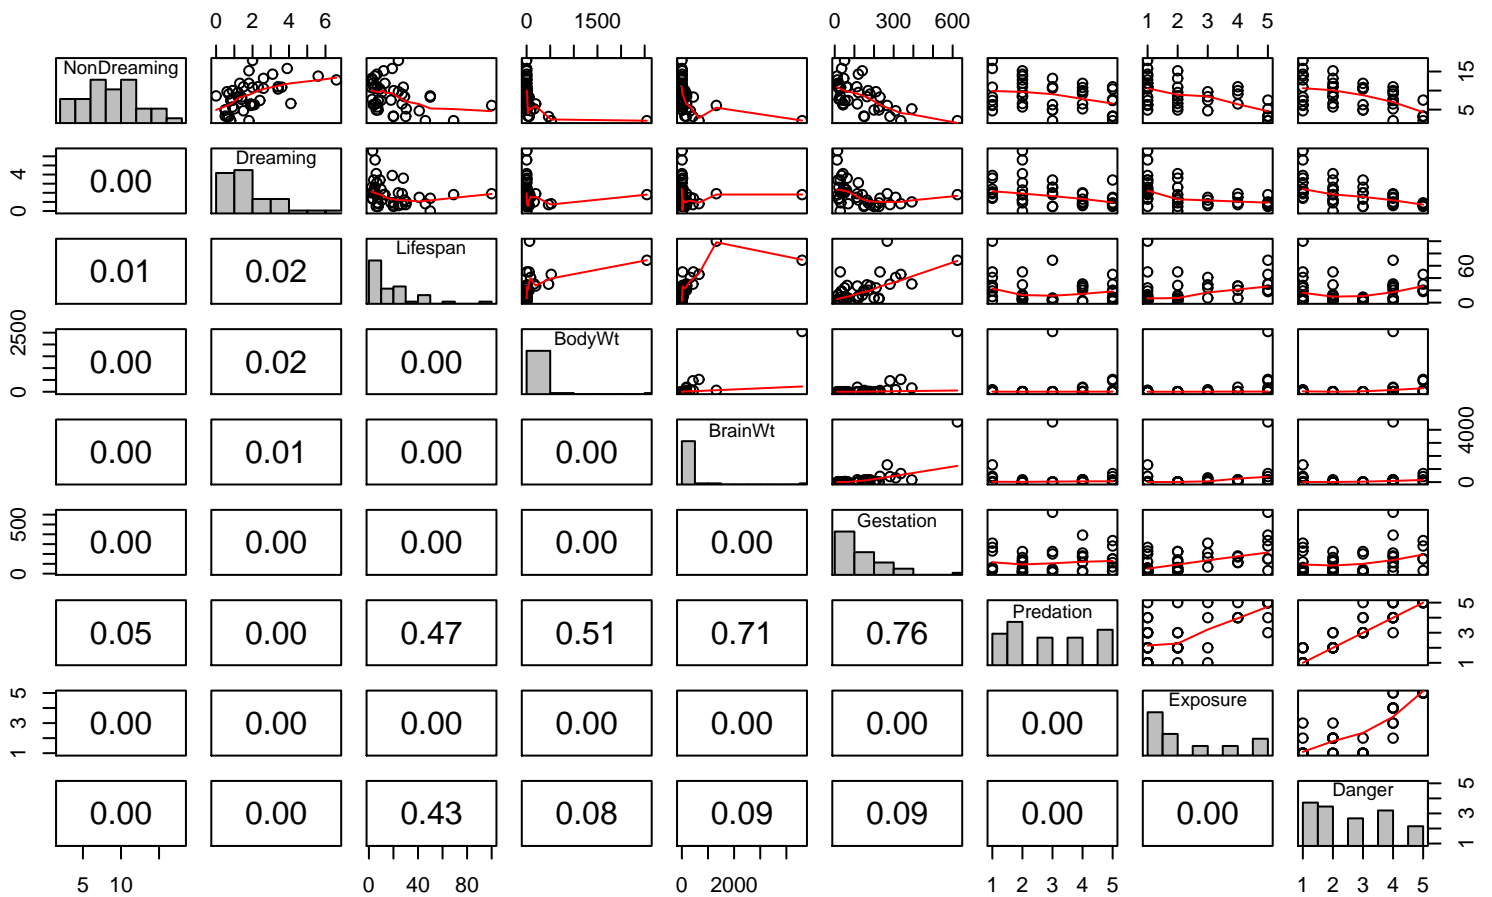 0 2 4 6 0 1500 0 300 600 1 2 3 4 5
NonDreaming 5 15
0 4 0.00 Dreaming
0.01 0.02 Lifespan 0 60
0 2500 0.00 0.02 0.00 BodyWt
0.00 0.01 0.00 0.00 BrainWt 0 4000
0 500 0.00 0.00 0.00 0.00 0.00 Gestation
0.05 0.00 0.47 0.51 0.71 0.76 Predation 1 3 5
1 3 5 0.00 0.00 0.00 0.00 0.00 0.00 0.00 Exposure
0.00 0.00 0.43 0.08 0.09 0.09 0.00 0.00 Danger 1 3 5
5 10 0 40 80 0 2000 1 2 3 4 5 1 2 3 4 5